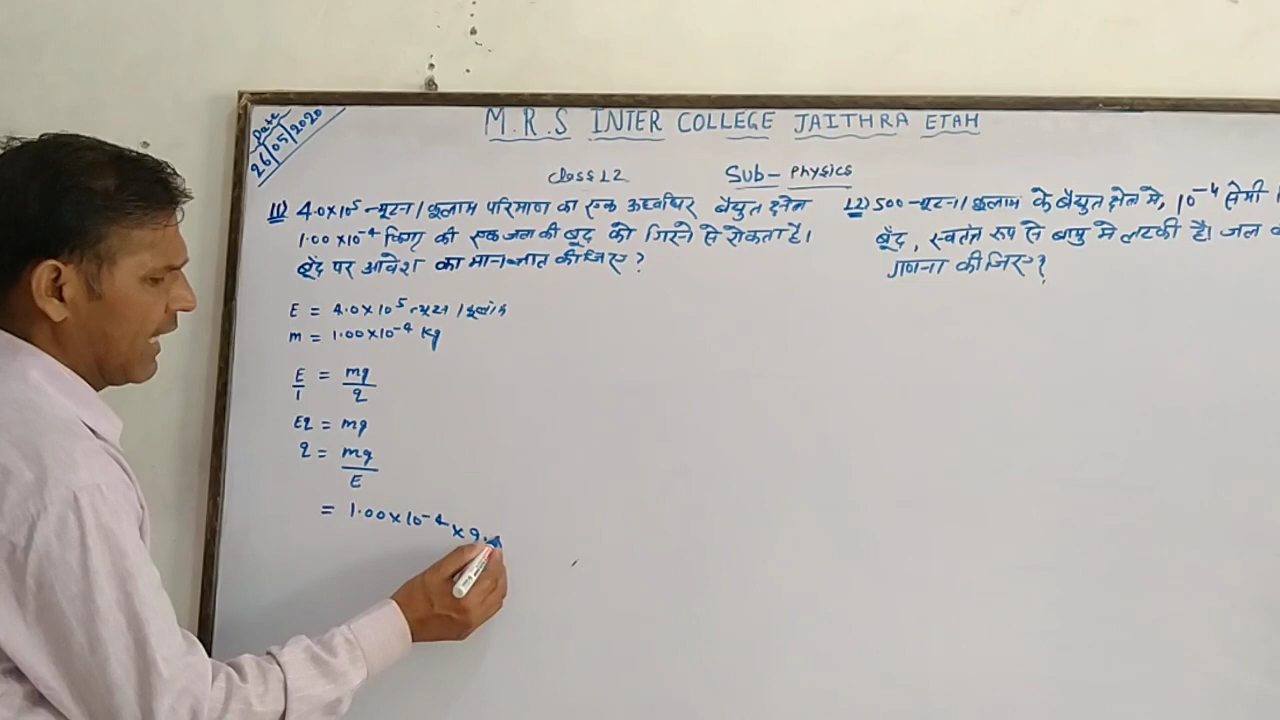 Date
26/05/2020
M.R.S INTER COLLEGE JAITHRA ETAH
Class 12 Sub- Physics
11) 4.0×10⁵ न्यूटन/कूलाम परिमाण का एक ऊर्ध्वाधर वैद्युत क्षेत्र
1.00×10⁻⁴ किग्रा की एक जल की बूंद को गिरने से रोकता है।
बूँद पर आवेश का मान ज्ञात कीजिए?
E = 4.0×10⁵ न्यूटन/कूलॉम
m = 1.00×10⁻⁴ Kg
E/1 = mg/q
Eq = mg
q = mg/E
= 1.00×10⁻⁴ × 9.
12) 500 न्यूटन/कूलाम के वैद्युत क्षेत्र मे, 10⁻⁴ सेमी
बूँद, स्वतंत्र रूप से वायु मे लटकी है। जल
गणना कीजिए?